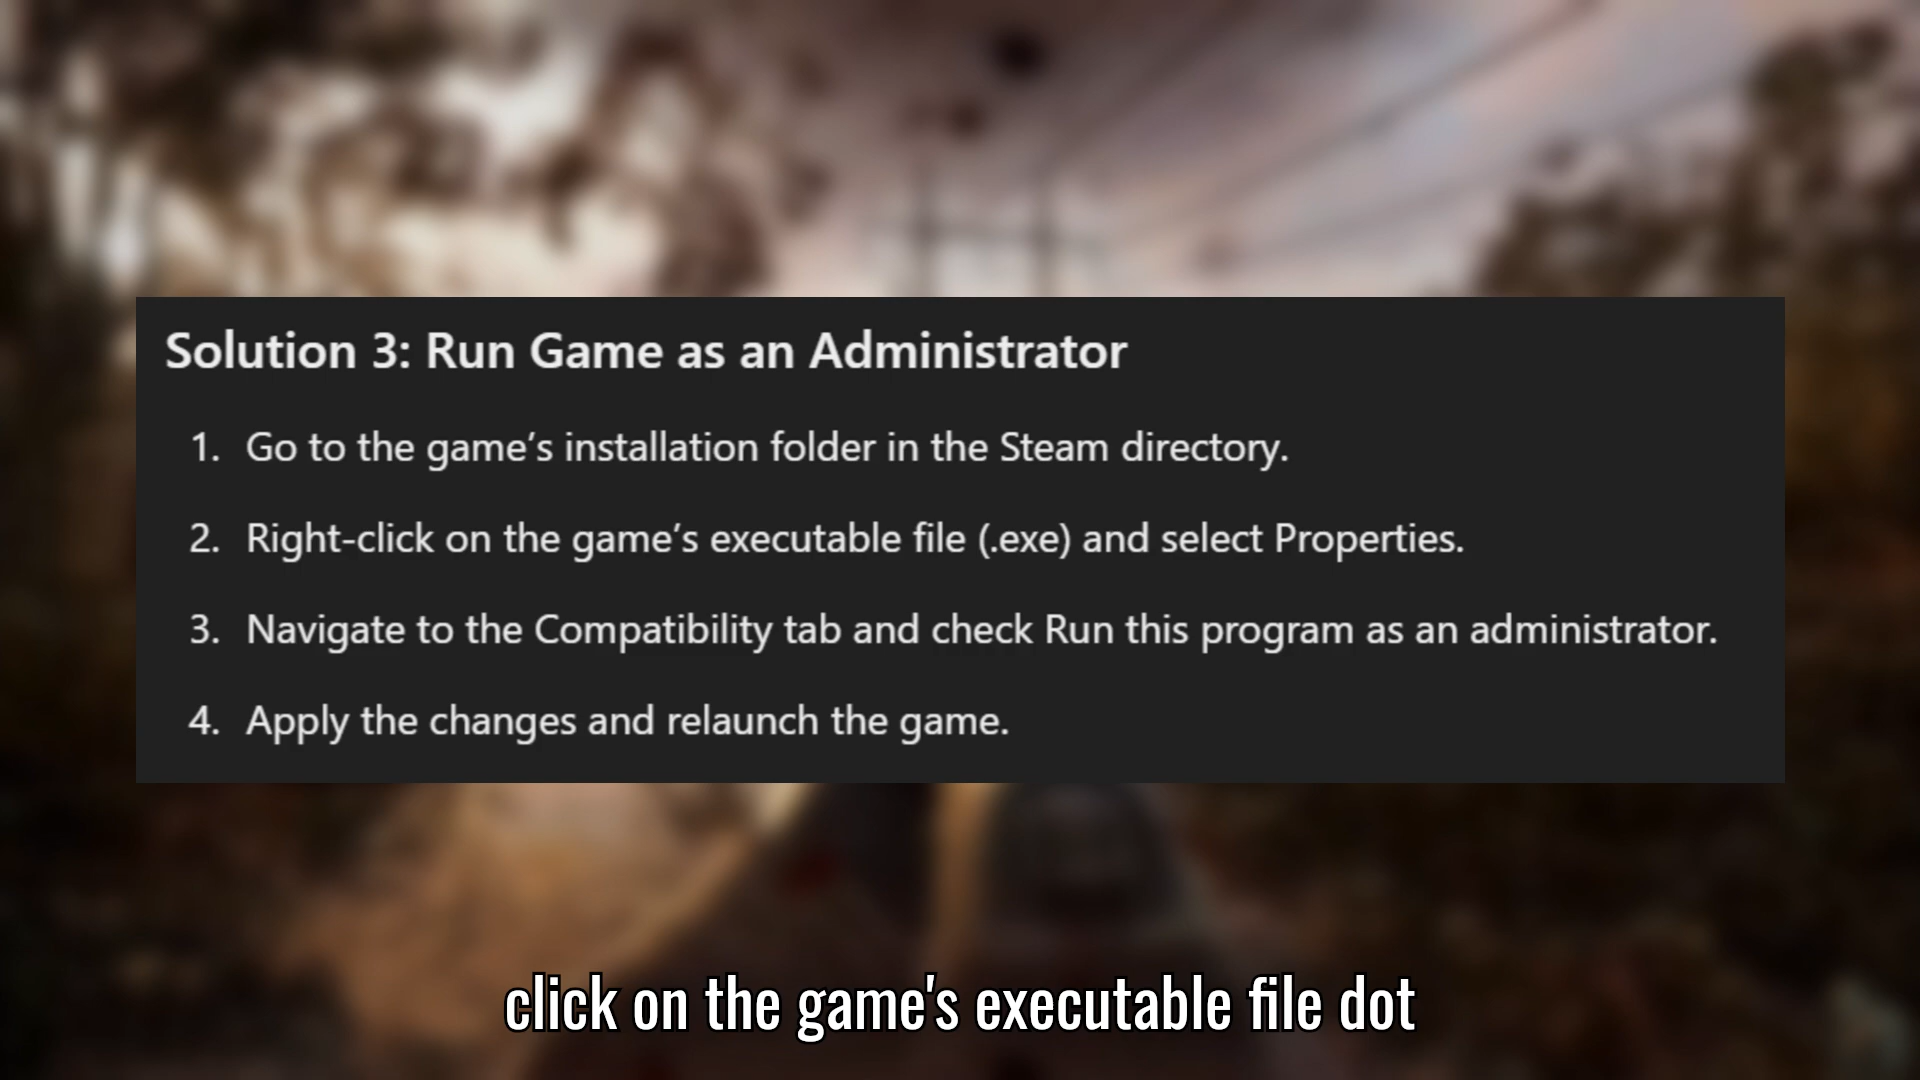 Solution 3: Run Game as an Administrator
1. Go to the game’s installation folder in the Steam directory.
2. Right-click on the game’s executable file (.exe) and select Properties.
3. Navigate to the Compatibility tab and check Run this program as an administrator.
4. Apply the changes and relaunch the game.
click on the game's executable file dot